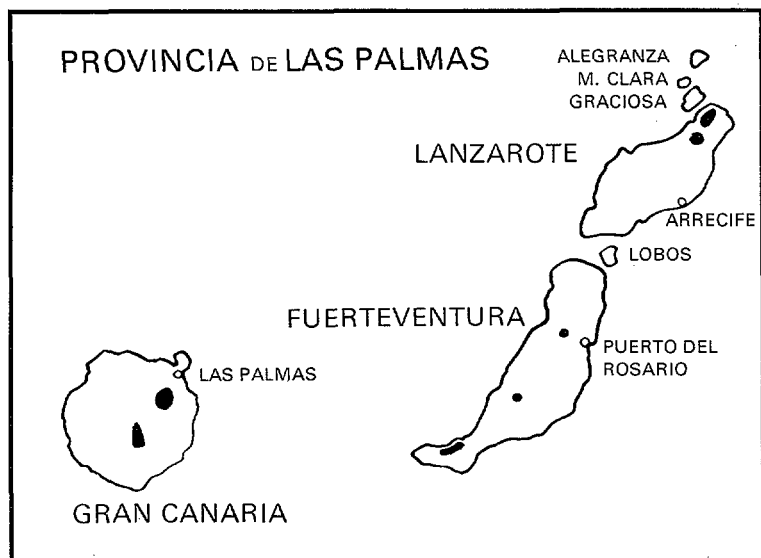 PROVINCIA DE LAS PALMAS
ALEGRANZA
M. CLARA
GRACIOSA
LANZAROTE
ARRECIFE
LOBOS
FUERTEVENTURA
PUERTO DEL
ROSARIO
LAS PALMAS
GRAN CANARIA